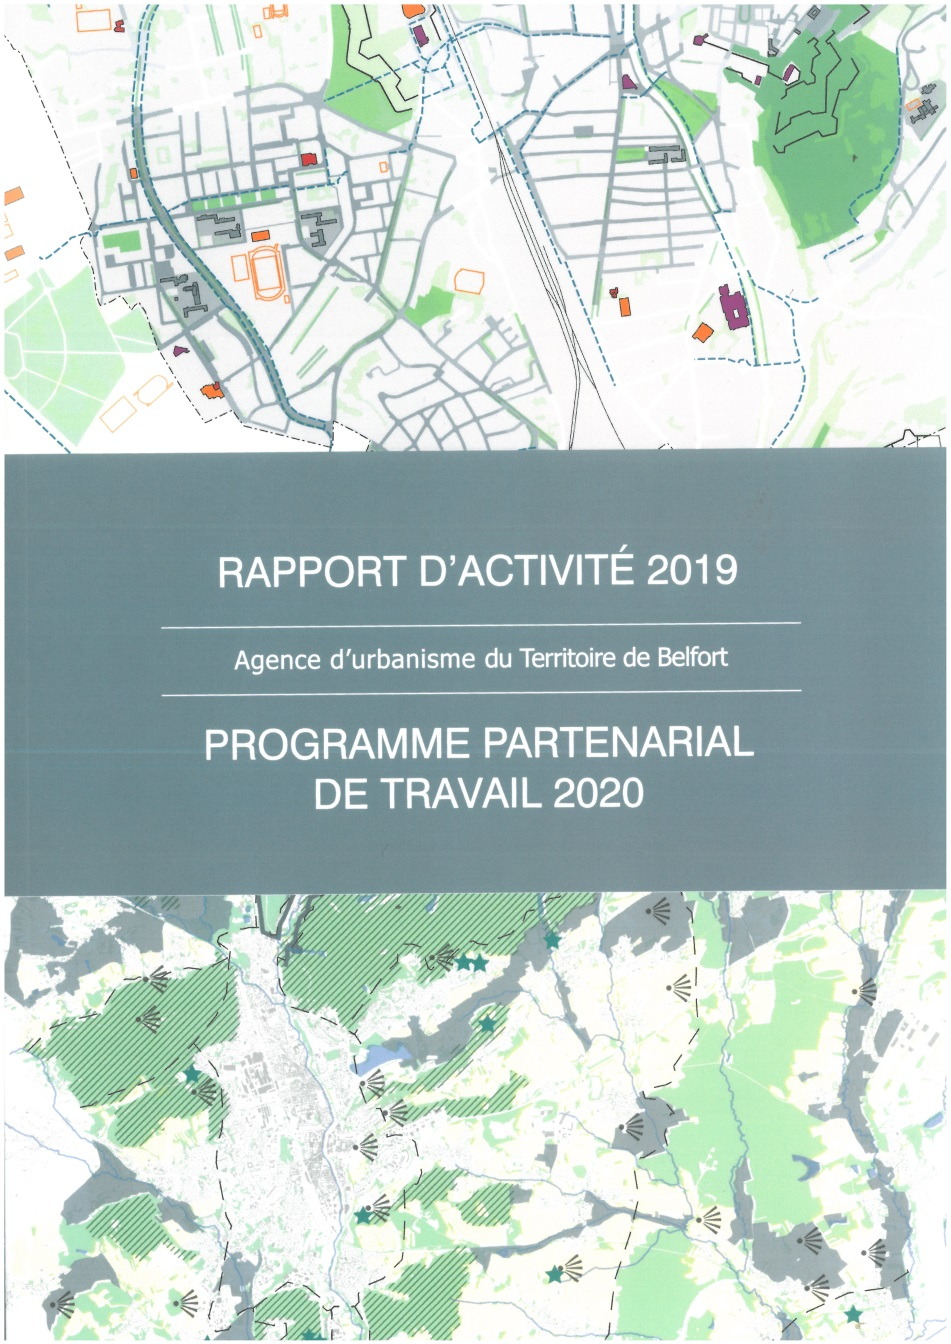 RAPPORT D'ACTIVITÉ 2019
Agence d'urbanisme du Territoire de Belfort
PROGRAMME PARTENARIAL
DE TRAVAIL 2020